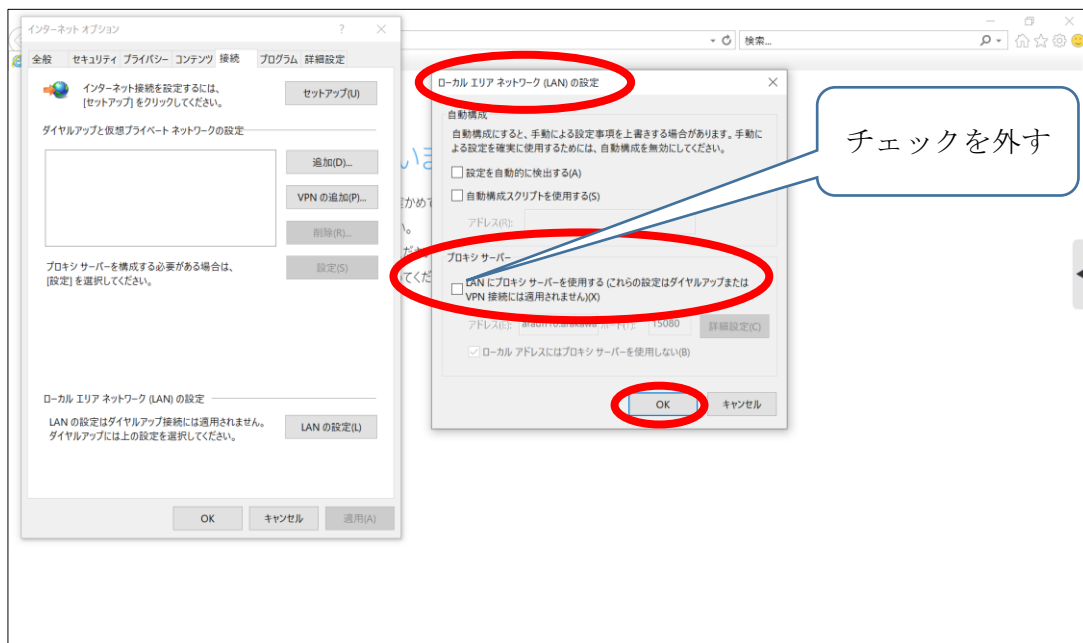 インターネット オプション
全般 セキュリティ プライバシー コンテンツ 接続 プログラム 詳細設定
インターネット接続を設定するには、
[セットアップ] をクリックしてください。
セットアップ(U)
ダイヤルアップと仮想プライベート ネットワークの設定
追加(D)...
VPN の追加(P)...
削除(R)...
プロキシ サーバーを構成する必要がある場合は、
[設定] を選択してください。
設定(S)
ローカル エリア ネットワーク (LAN) の設定
LAN の設定はダイヤルアップ接続には適用されません。
ダイヤルアップには上の設定を選択してください。
LAN の設定(L)
OK キャンセル 適用(A)
検索...
ローカル エリア ネットワーク (LAN) の設定
自動構成
自動構成にすると、手動による設定事項を上書きする場合があります。手動に
よる設定を確実に使用するためには、自動構成を無効にしてください。
設定を自動的に検出する(A)
自動構成スクリプトを使用する(S)
アドレス(R):
プロキシ サーバー
LAN にプロキシ サーバーを使用する (これらの設定はダイヤルアップまたは
VPN 接続には適用されません)(X)
アドレス(E): ポート(T): 15080 詳細設定(C)
ローカル アドレスにはプロキシ サーバーを使用しない(B)
OK キャンセル
チェックを外す